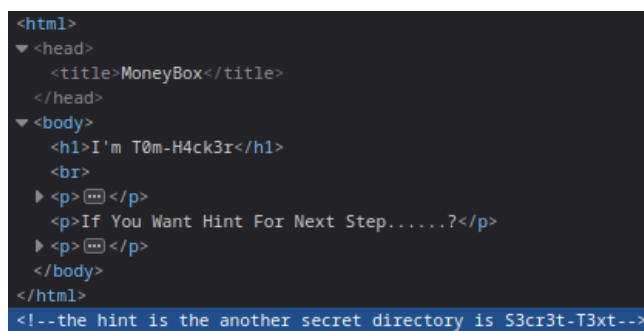 <html>
<head>
<title>MoneyBox</title>
</head>
<body>
<h1>I'm T0m-H4ck3r</h1>
<br>
<p>···</p>
<p>If You Want Hint For Next Step......?</p>
<p>···</p>
</body>
</html>
<!--the hint is the another secret directory is S3cr3t-T3xt-->